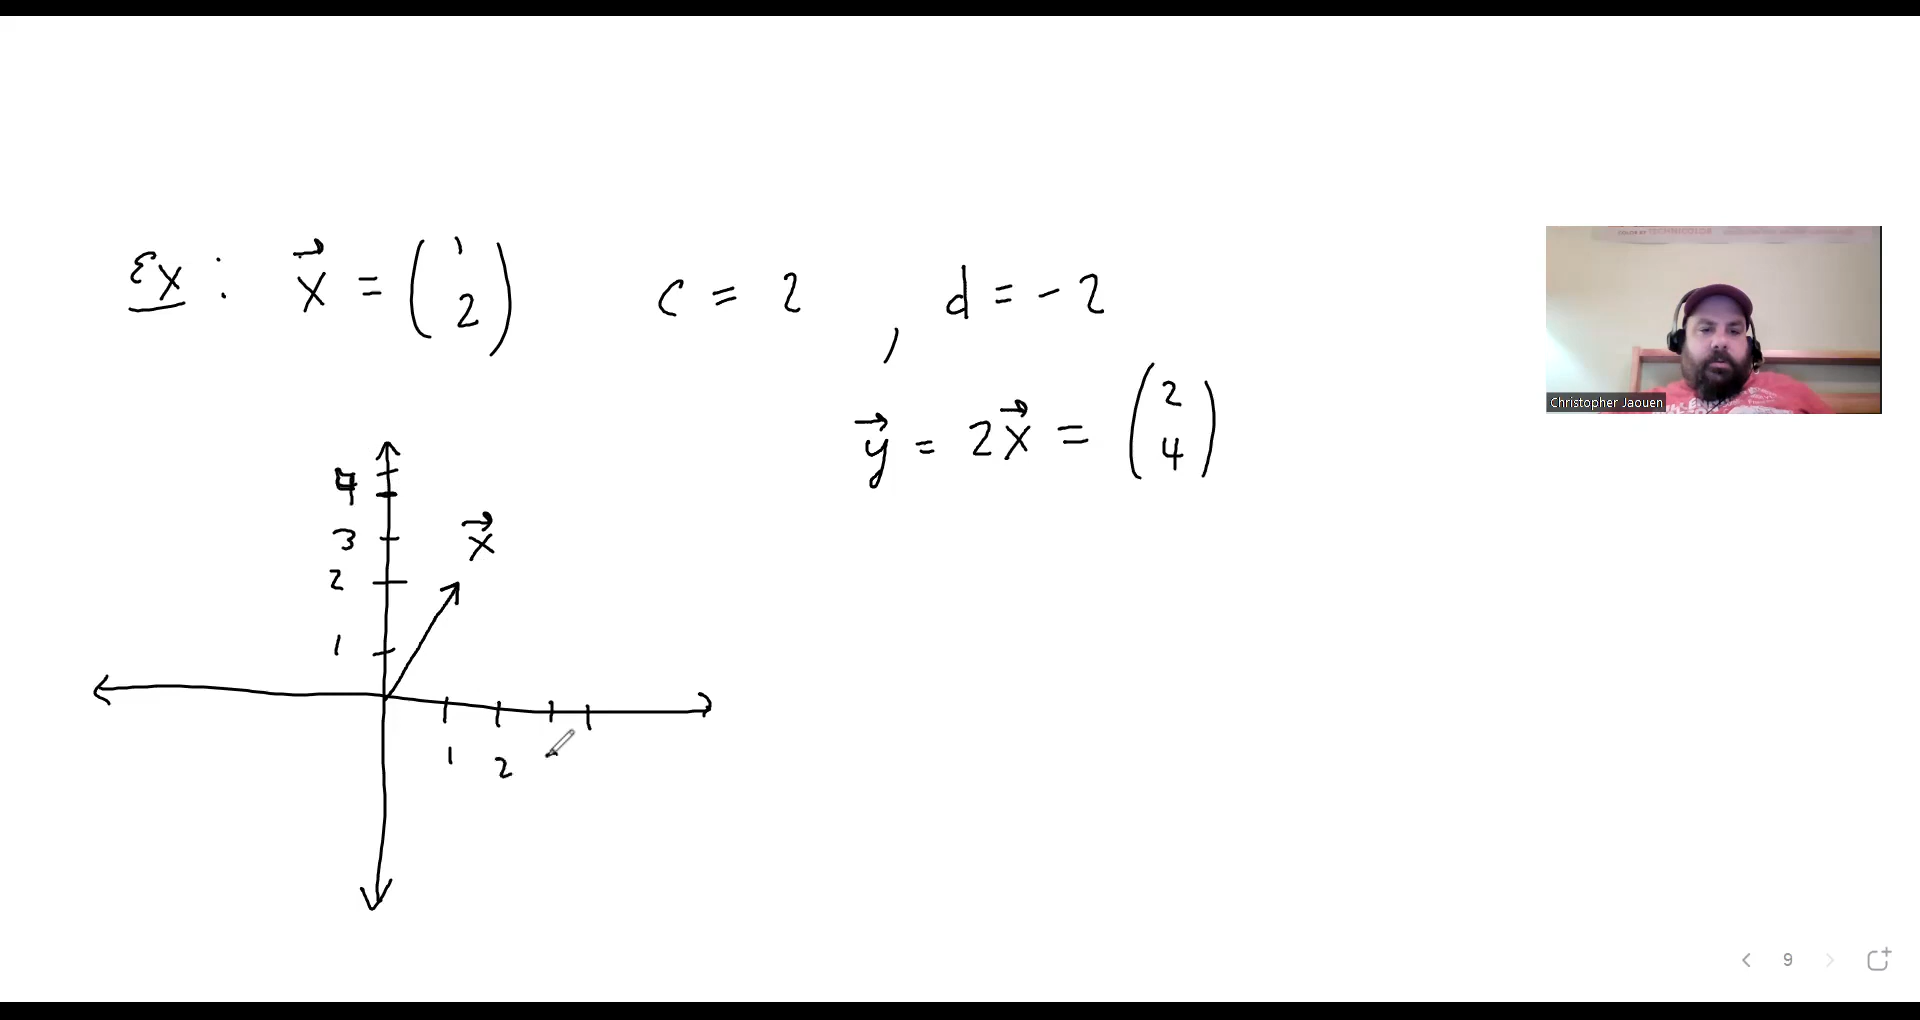 Ex : x⃗ = ( 1 2 ) c = 2 , d = -2
y⃗ = 2x⃗ = ( 2 4 )
4
3
2
1
x⃗
1 2
Christopher Jaouen
9